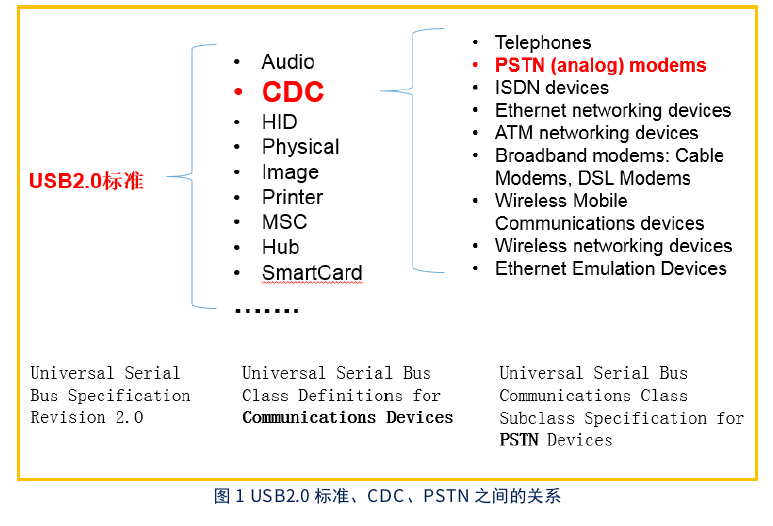 USB2.0标准
• Audio
• CDC
• HID
• Physical
• Image
• Printer
• MSC
• Hub
• SmartCard
.......
• Telephones
• PSTN (analog) modems
• ISDN devices
• Ethernet networking devices
• ATM networking devices
• Broadband modems: Cable
Modems, DSL Modems
• Wireless Mobile
Communications devices
• Wireless networking devices
• Ethernet Emulation Devices
Universal Serial
Bus Specification
Revision 2.0
Universal Serial Bus
Class Definitions for
Communications Devices
Universal Serial Bus
Communications Class
Subclass Specification for
PSTN Devices
图 1 USB2.0 标准、CDC、PSTN 之间的关系